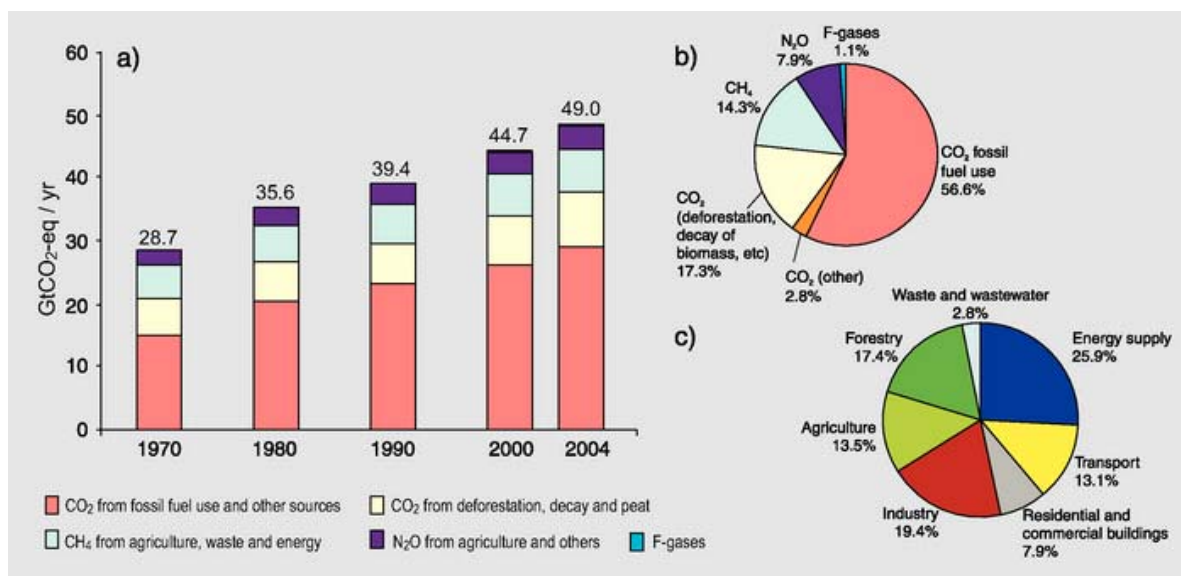 a)
GtCO₂-eq / yr
60
50
40
30
20
10
0
28.7
35.6
39.4
44.7
49.0
1970
1980
1990
2000
2004
CO₂ from fossil fuel use and other sources
CO₂ from deforestation, decay and peat
CH₄ from agriculture, waste and energy
N₂O from agriculture and others
F-gases
b)
F-gases
1.1%
N₂O
7.9%
CH₄
14.3%
CO₂ fossil
fuel use
56.6%
CO₂
(deforestation,
decay of
biomass, etc)
17.3%
CO₂ (other)
2.8%
c)
Waste and wastewater
2.8%
Forestry
17.4%
Energy supply
25.9%
Agriculture
13.5%
Transport
13.1%
Industry
19.4%
Residential and
commercial buildings
7.9%